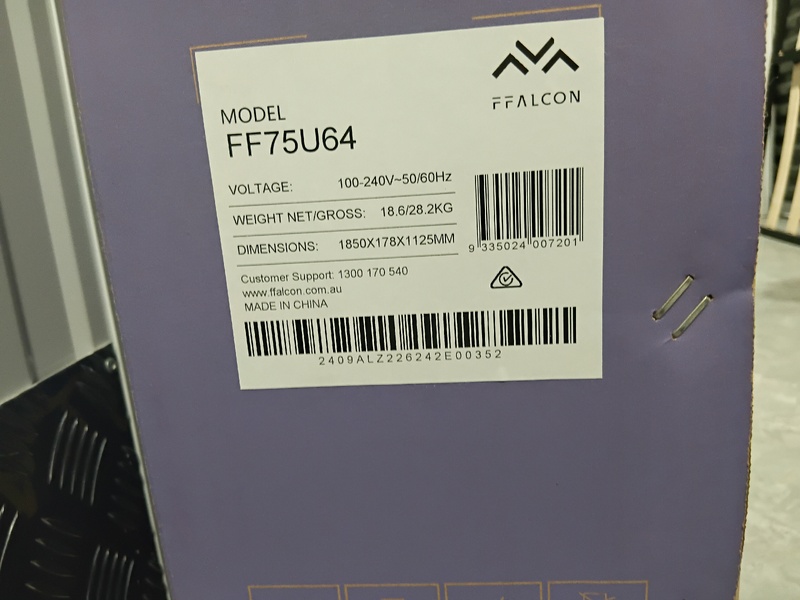 FFALCON
MODEL
FF75U64
VOLTAGE: 100-240V~50/60Hz
WEIGHT NET/GROSS: 18.6/28.2KG
DIMENSIONS: 1850X178X1125MM
9 335024 007201
Customer Support: 1300 170 540
www.ffalcon.com.au
MADE IN CHINA
2409ALZ226242E00352